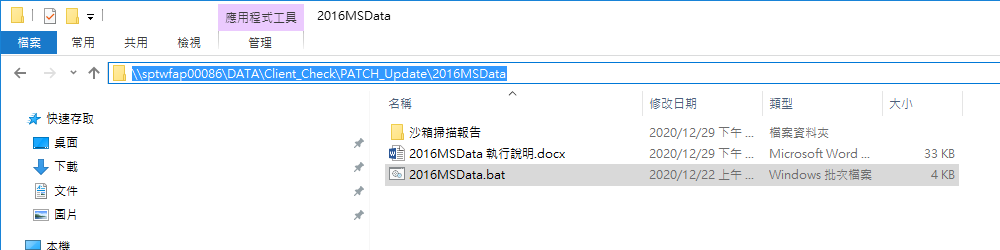 應用程式工具 2016MSData
檔案 常用 共用 檢視 管理
\\sptwfap00086\DATA\Client_Check\PATCH_Update\2016MSData
名稱 修改日期 類型 大小
快速存取
桌面
下載
文件
圖片
本機
沙箱掃描報告 2020/12/29 下午 ... 檔案資料夾
2016MSData 執行說明.docx 2020/12/29 下午 ... Microsoft Word ... 33 KB
2016MSData.bat 2020/12/22 上午 ... Windows 批次檔案 4 KB